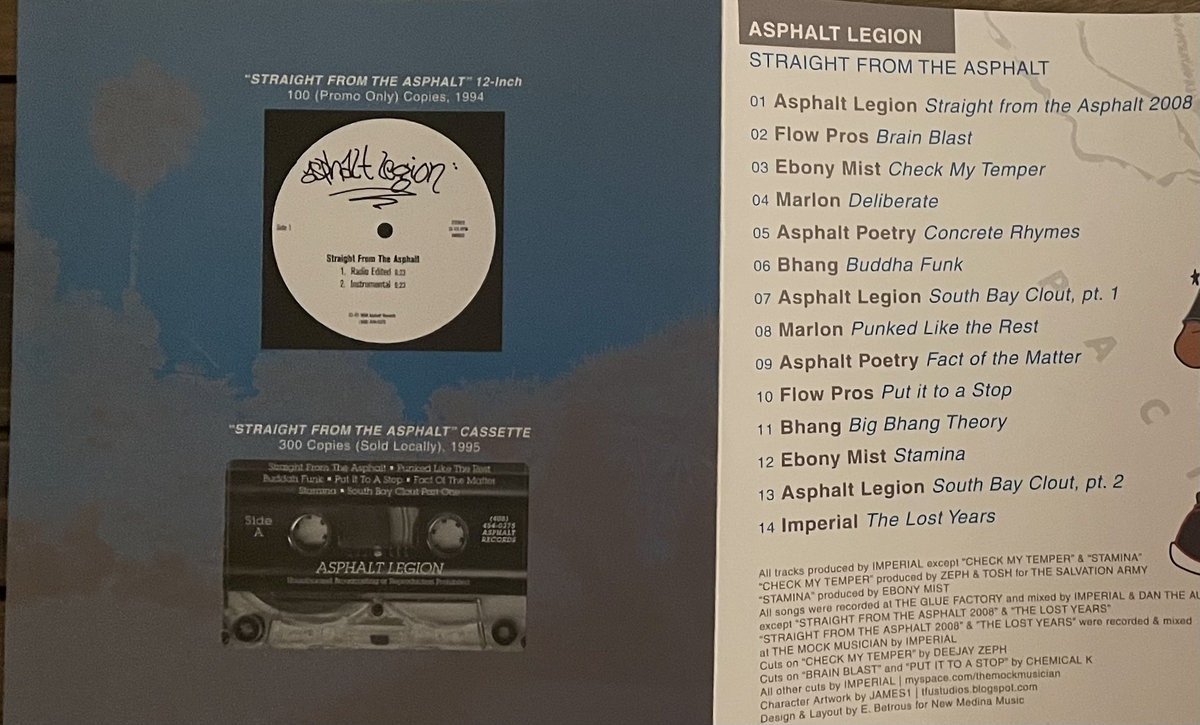 "STRAIGHT FROM THE ASPHALT" 12-Inch
100 (Promo Only) Copies, 1994
asphalt legion
Side 1
STEREO
Straight From The Asphalt
1. Radio Edited
2. Instrumental
"STRAIGHT FROM THE ASPHALT" CASSETTE
300 Copies (Sold Locally), 1995
Straight From The Asphalt • Punked Like The Rest
Buddah Funk • Put It To A Stop • Fact Of The Matter
Stamina • South Bay Clout Part One
Side
A
(408)
454-0275
ASPHALT
RECORDS
ASPHALT LEGION
Unauthorized Broadcasting or Reproduction Prohibited
ASPHALT LEGION
STRAIGHT FROM THE ASPHALT
01 Asphalt Legion Straight from the Asphalt 2008
02 Flow Pros Brain Blast
03 Ebony Mist Check My Temper
04 Marlon Deliberate
05 Asphalt Poetry Concrete Rhymes
06 Bhang Buddha Funk
07 Asphalt Legion South Bay Clout, pt. 1
08 Marlon Punked Like the Rest
09 Asphalt Poetry Fact of the Matter
10 Flow Pros Put it to a Stop
11 Bhang Big Bhang Theory
12 Ebony Mist Stamina
13 Asphalt Legion South Bay Clout, pt. 2
14 Imperial The Lost Years
P
A
C
All tracks produced by IMPERIAL except "CHECK MY TEMPER" & "STAMINA"
"CHECK MY TEMPER" produced by ZEPH & TOSH for THE SALVATION ARMY
"STAMINA" produced by EBONY MIST
All songs were recorded at THE GLUE FACTORY and mixed by IMPERIAL & DAN THE AU
except "STRAIGHT FROM THE ASPHALT 2008" & "THE LOST YEARS"
"STRAIGHT FROM THE ASPHALT 2008" & "THE LOST YEARS" were recorded & mixed
at THE MOCK MUSICIAN by IMPERIAL
Cuts on "CHECK MY TEMPER" by DEEJAY ZEPH
Cuts on "BRAIN BLAST" and "PUT IT TO A STOP" by CHEMICAL K
All other cuts by IMPERIAL | myspace.com/themockmusician
Character Artwork by JAMES1 | tfustudios.blogspot.com
Design & Layout by E. Betrous for New Medina Music